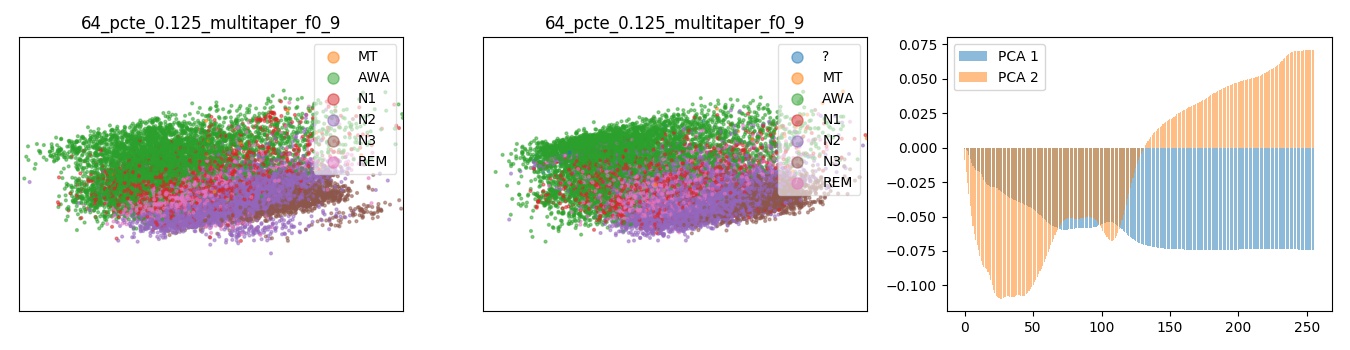 64_pcte_0.125_multitaper_f0_9
MT
AWA
N1
N2
N3
REM
64_pcte_0.125_multitaper_f0_9
?
MT
AWA
N1
N2
N3
REM
PCA 1
PCA 2
0.075
0.050
0.025
0.000
−0.025
−0.050
−0.075
−0.100
0 50 100 150 200 250